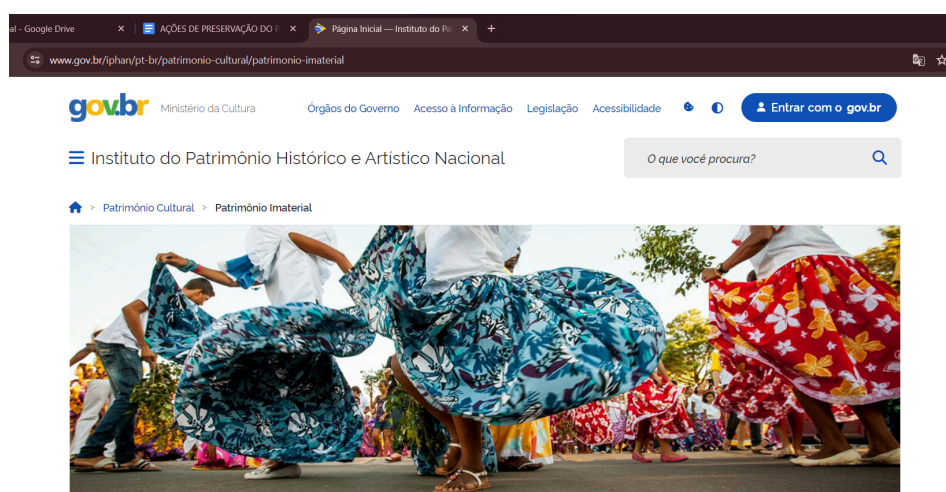 al - Google Drive × AÇÕES DE PRESERVAÇÃO DO P × Página Inicial — Instituto do Pa × +
www.gov.br/iphan/pt-br/patrimonio-cultural/patrimonio-imaterial
gov.br Ministério da Cultura Órgãos do Governo Acesso à Informação Legislação Acessibilidade Entrar com o gov.br
Instituto do Patrimônio Histórico e Artístico Nacional O que você procura?
> Patrimônio Cultural > Patrimônio Imaterial